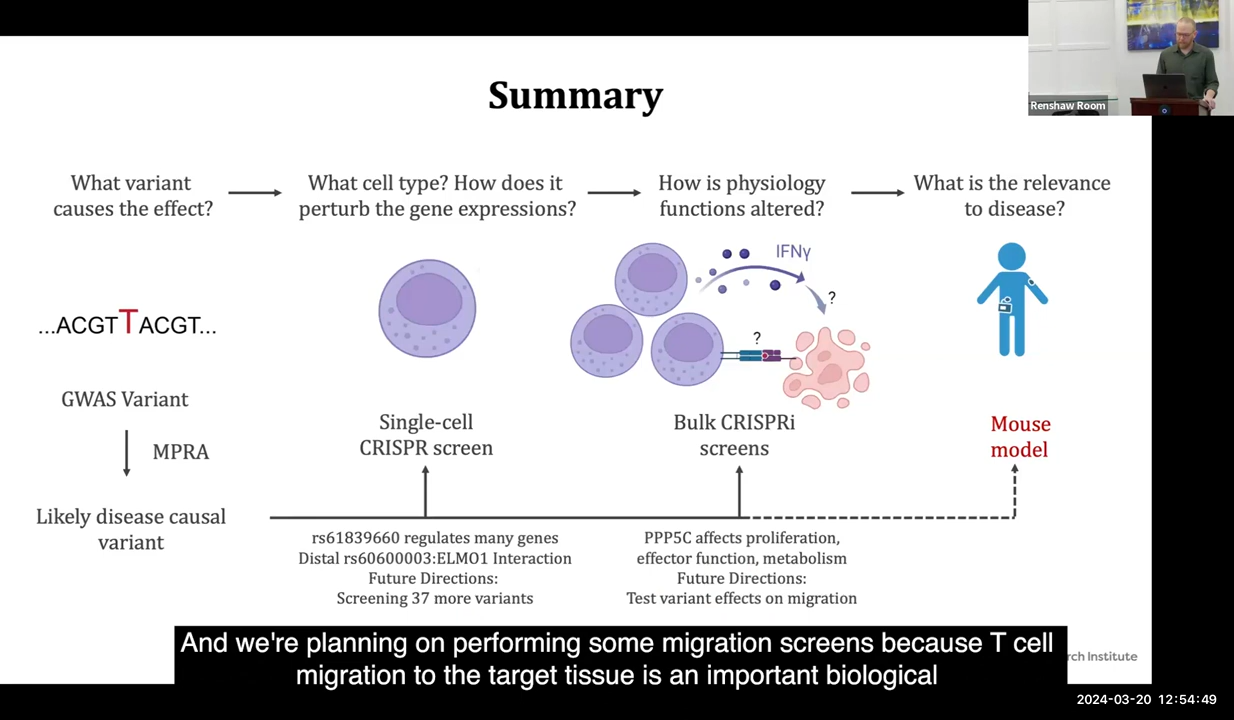 Renshaw Room
Summary
What variant
causes the effect?
What cell type? How does it
perturb the gene expressions?
How is physiology
functions altered?
What is the relevance
to disease?
IFNγ
?
?
...ACGTTACGT...
GWAS Variant
MPRA
Likely disease causal
variant
Single-cell
CRISPR screen
Bulk CRISPRi
screens
Mouse
model
rs61839660 regulates many genes
Distal rs60600003:ELMO1 Interaction
Future Directions:
Screening 37 more variants
PPP5C affects proliferation,
effector function, metabolism
Future Directions:
Test variant effects on migration
And we're planning on performing some migration screens because T cell
migration to the target tissue is an important biological
rch Institute
2024-03-20 12:54:49